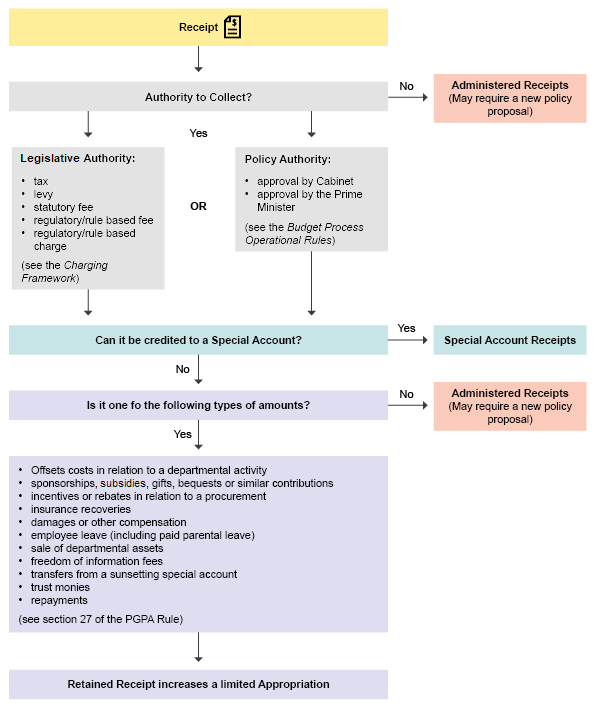 Receipt
Authority to Collect?
No
Administered Receipts
(May require a new policy
proposal)
Yes
Legislative Authority:
• tax
• levy
• statutory fee
• regulatory/rule based fee
• regulatory/rule based
charge
(see the Charging
Framework)
OR
Policy Authority:
• approval by Cabinet
• approval by the Prime
Minister
(see the Budget Process
Operational Rules)
Can it be credited to a Special Account?
Yes
Special Account Receipts
No
Is it one fo the following types of amounts?
No
Administered Receipts
(May require a new policy
proposal)
Yes
• Offsets costs in relation to a departmental activity
• sponsorships, subsidies, gifts, bequests or similar contributions
• incentives or rebates in relation to a procurement
• insurance recoveries
• damages or other compensation
• employee leave (including paid parental leave)
• sale of departmental assets
• freedom of information fees
• transfers from a sunsetting special account
• trust monies
• repayments
(see section 27 of the PGPA Rule)
Retained Receipt increases a limited Appropriation